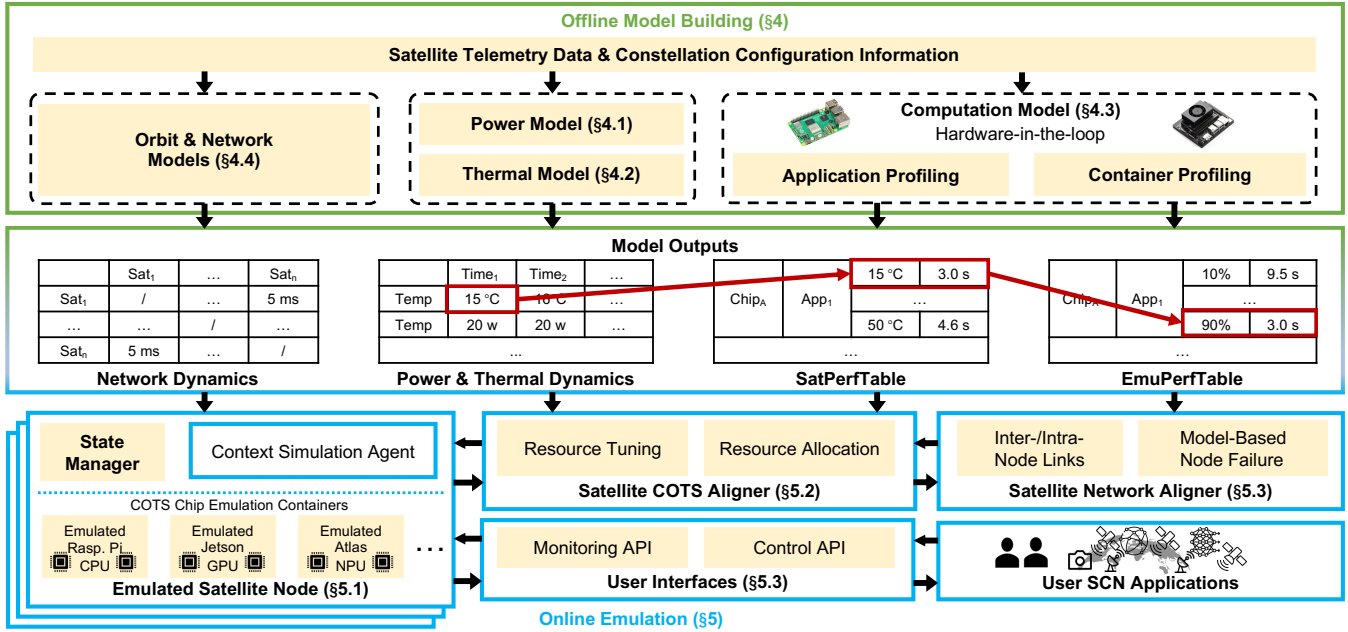 Offline Model Building (§4)
Satellite Telemetry Data & Constellation Configuration Information
Orbit & Network
Models (§4.4)
Power Model (§4.1)
Thermal Model (§4.2)
Computation Model (§4.3)
Hardware-in-the-loop
Application Profiling
Container Profiling
Model Outputs
Sat1 … Satn
Sat1 / … 5 ms
… … / …
Satn 5 ms … /
Network Dynamics
Time1 Time2 …
Temp 15 °C 16 °C …
Temp 20 w 20 w …
...
Power & Thermal Dynamics
ChipA App1
15 °C 3.0 s
…
50 °C 4.6 s
…
SatPerfTable
ChipA App1
10% 9.5 s
…
90% 3.0 s
…
EmuPerfTable
State
Manager
Context Simulation Agent
COTS Chip Emulation Containers
Emulated
Rasp. Pi
CPU
Emulated
Jetson
GPU
Emulated
Atlas
NPU
...
Emulated Satellite Node (§5.1)
Resource Tuning
Resource Allocation
Satellite COTS Aligner (§5.2)
Inter-/Intra-
Node Links
Model-Based
Node Failure
Satellite Network Aligner (§5.3)
Monitoring API
Control API
User Interfaces (§5.3)
User SCN Applications
Online Emulation (§5)